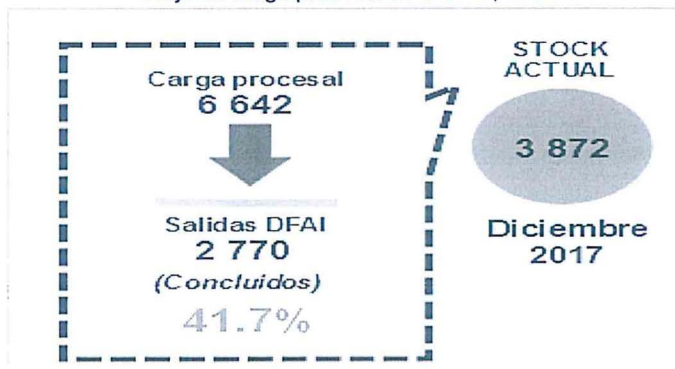 Carga procesal
6 642
Salidas DFAI
2 770
(Concluidos)
41.7%
STOCK
ACTUAL
3 872
Diciembre
2017